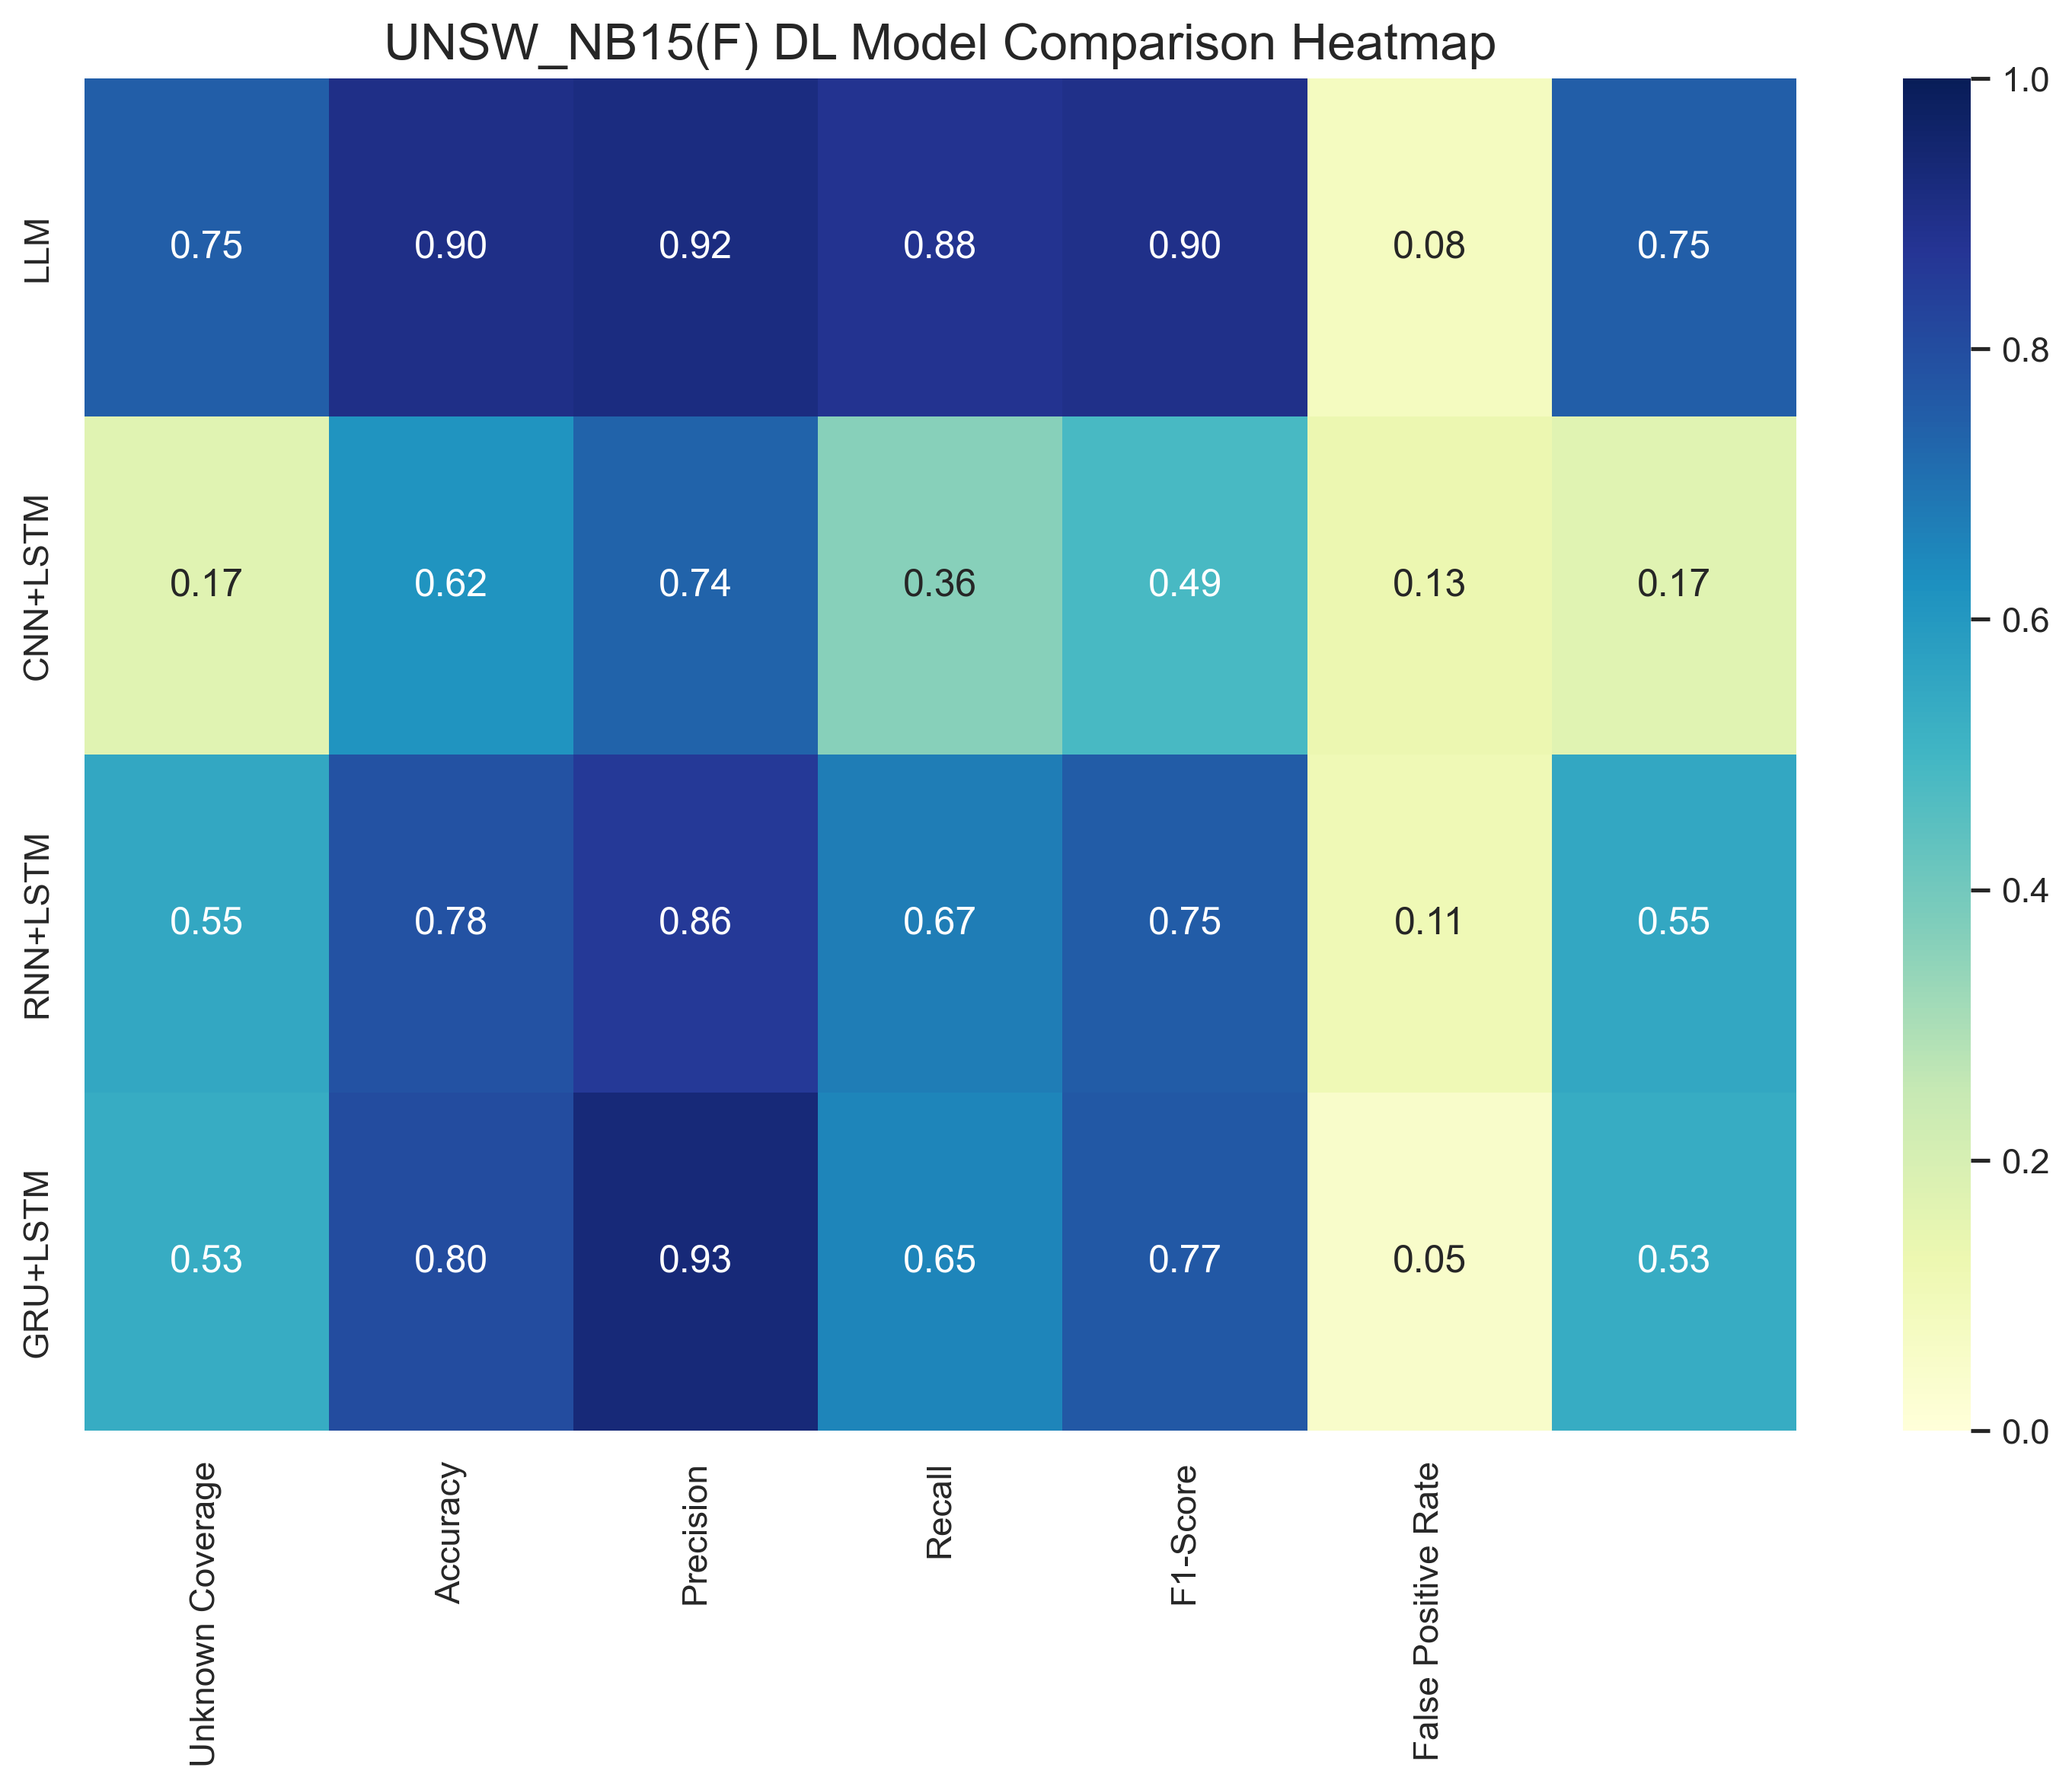 UNSW_NB15(F) DL Model Comparison Heatmap
LLM 0.75 0.90 0.92 0.88 0.90 0.08 0.75
CNN+LSTM 0.17 0.62 0.74 0.36 0.49 0.13 0.17
RNN+LSTM 0.55 0.78 0.86 0.67 0.75 0.11 0.55
GRU+LSTM 0.53 0.80 0.93 0.65 0.77 0.05 0.53
Unknown Coverage
Accuracy
Precision
Recall
F1-Score
False Positive Rate
1.0
0.8
0.6
0.4
0.2
0.0